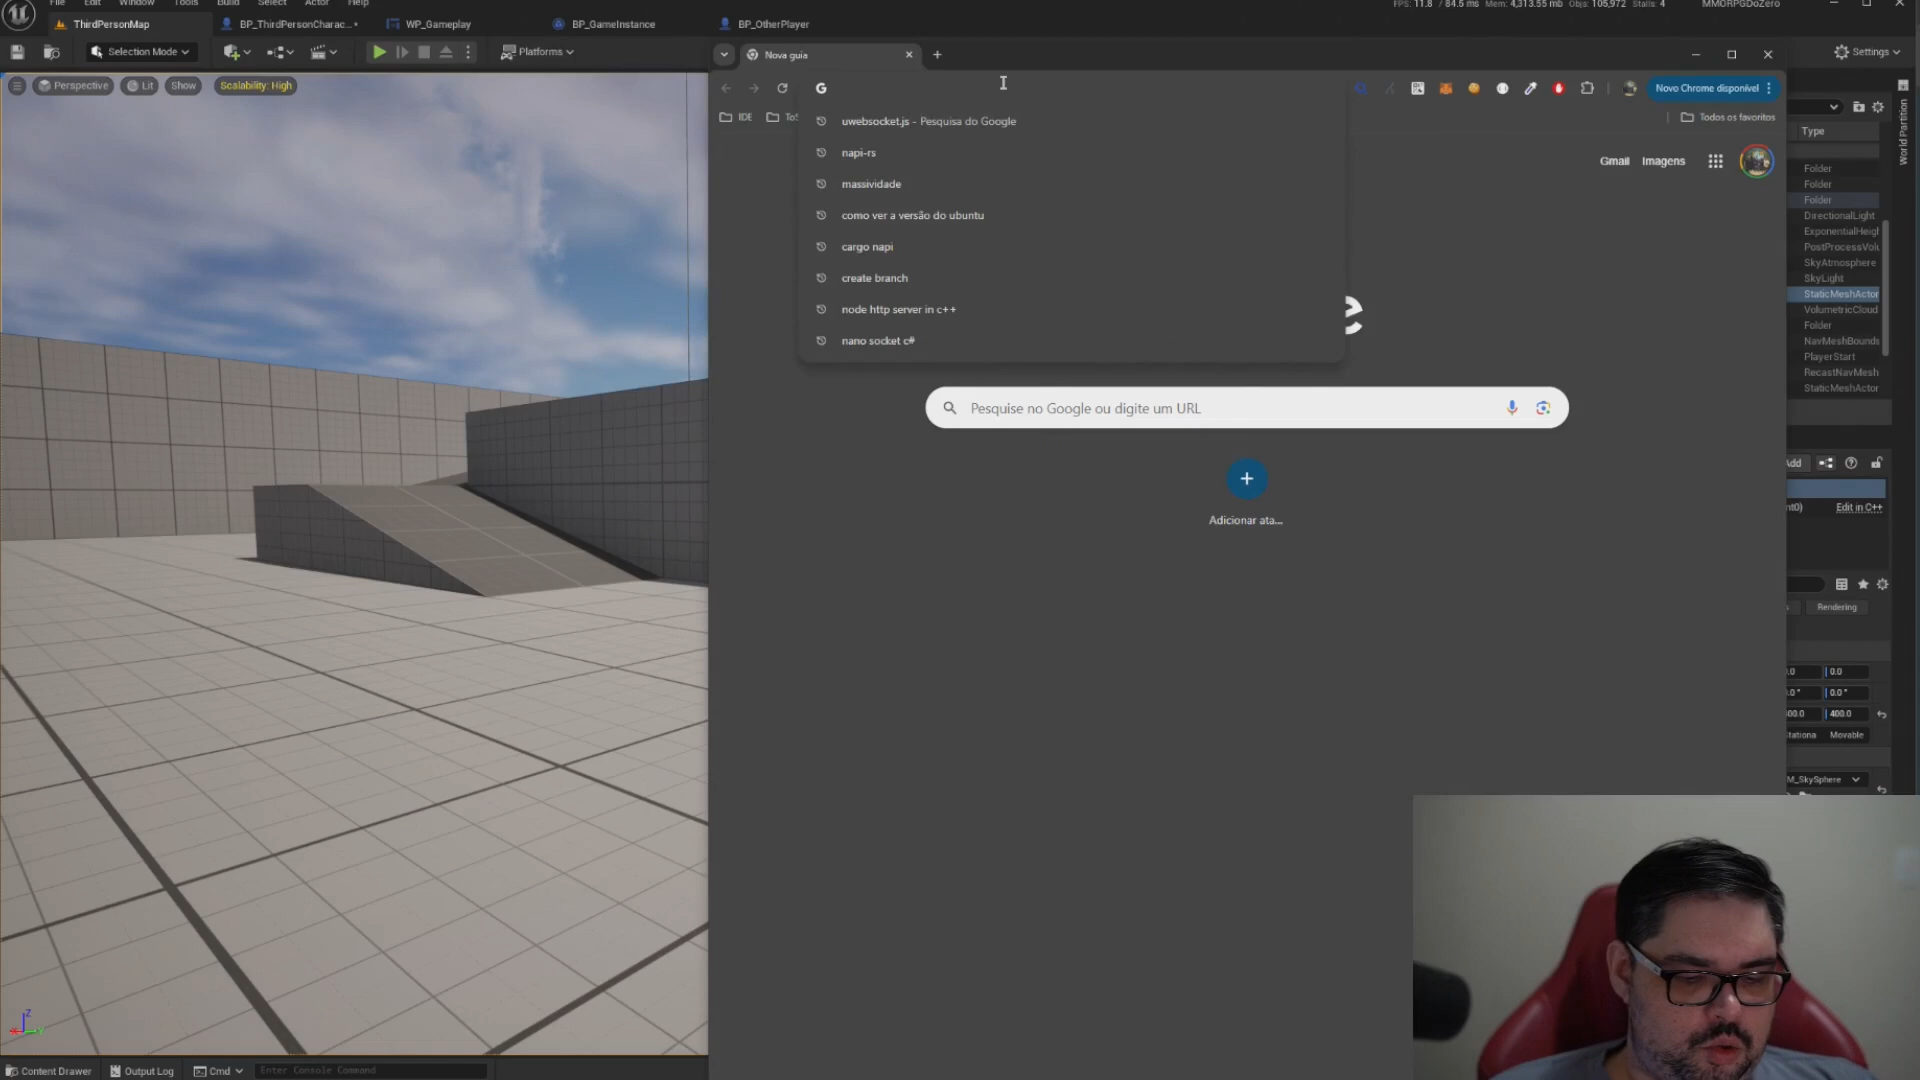 File Edit Window Tools Build Select Actor Help
FPS: 11.8 / 84.5 ms Mem: 4,313.55 mb Objs: 105,972 Stalls: 4
MMORPGDoZero
ThirdPersonMap
BP_ThirdPersonCharac...•
WP_Gameplay
BP_GameInstance
BP_OtherPlayer
Selection Mode
Platforms
Settings
Nova guia
Perspective
Lit
Show
Scalability: High
Novo Chrome disponível
IDE
Todos os favoritos
uwebsocket.js - Pesquisa do Google
napi-rs
massividade
como ver a versão do ubuntu
cargo napi
create branch
node http server in c++
nano socket c#
Gmail Imagens
Pesquise no Google ou digite um URL
Adicionar ata...
World Partition
Type
Folder
Folder
Folder
DirectionalLight
ExponentialHeigh
PostProcessVolu
SkyAtmosphere
SkyLight
StaticMeshActor
VolumetricCloud
Folder
NavMeshBounds
PlayerStart
RecastNavMesh
StaticMeshActor
Add
nt0) Edit in C++
Rendering
0.0 0.0
0.0 ° 0.0 °
400.0
Stationa Movable
M_SkySphere
Content Drawer
Output Log
Cmd
Enter Console Command